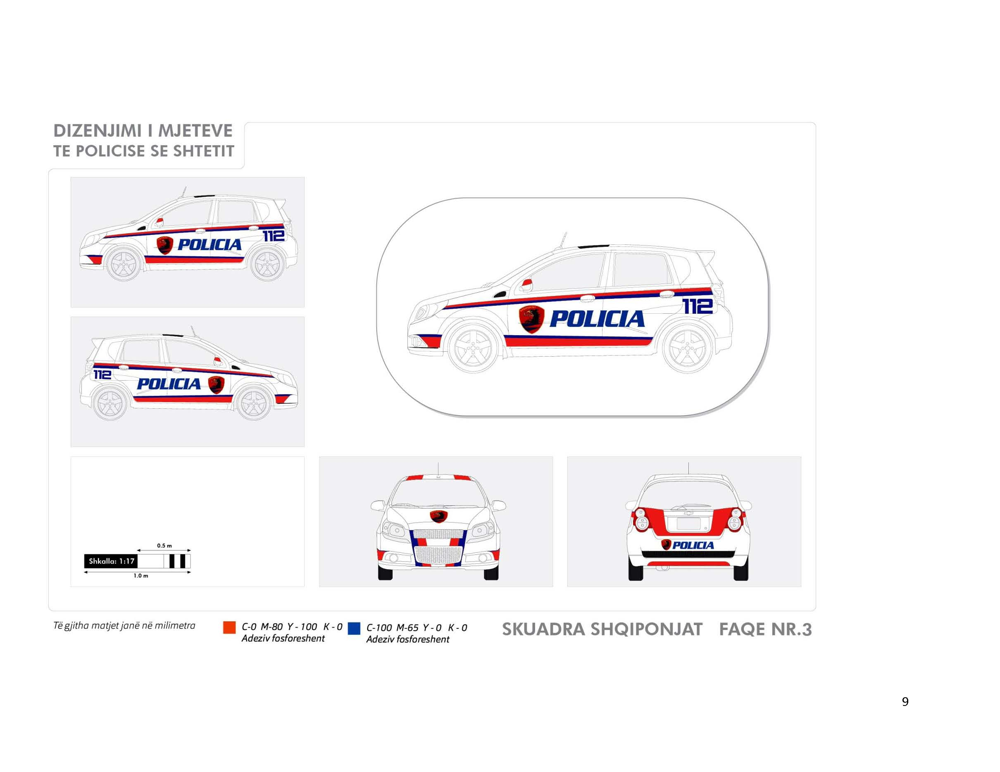 DIZENJIMI I MJETEVE
TE POLICISE SE SHTETIT
POLICIA
112
POLICIA
112
112
POLICIA
POLICIA
0.5 m
Shkalla: 1:17
1.0 m
Të gjitha matjet janë në milimetra
C-0 M-80 Y-100 K-0
Adeziv fosforeshent
C-100 M-65 Y-0 K-0
Adeziv fosforeshent
SKUADRA SHQIPONJAT FAQE NR.3
9